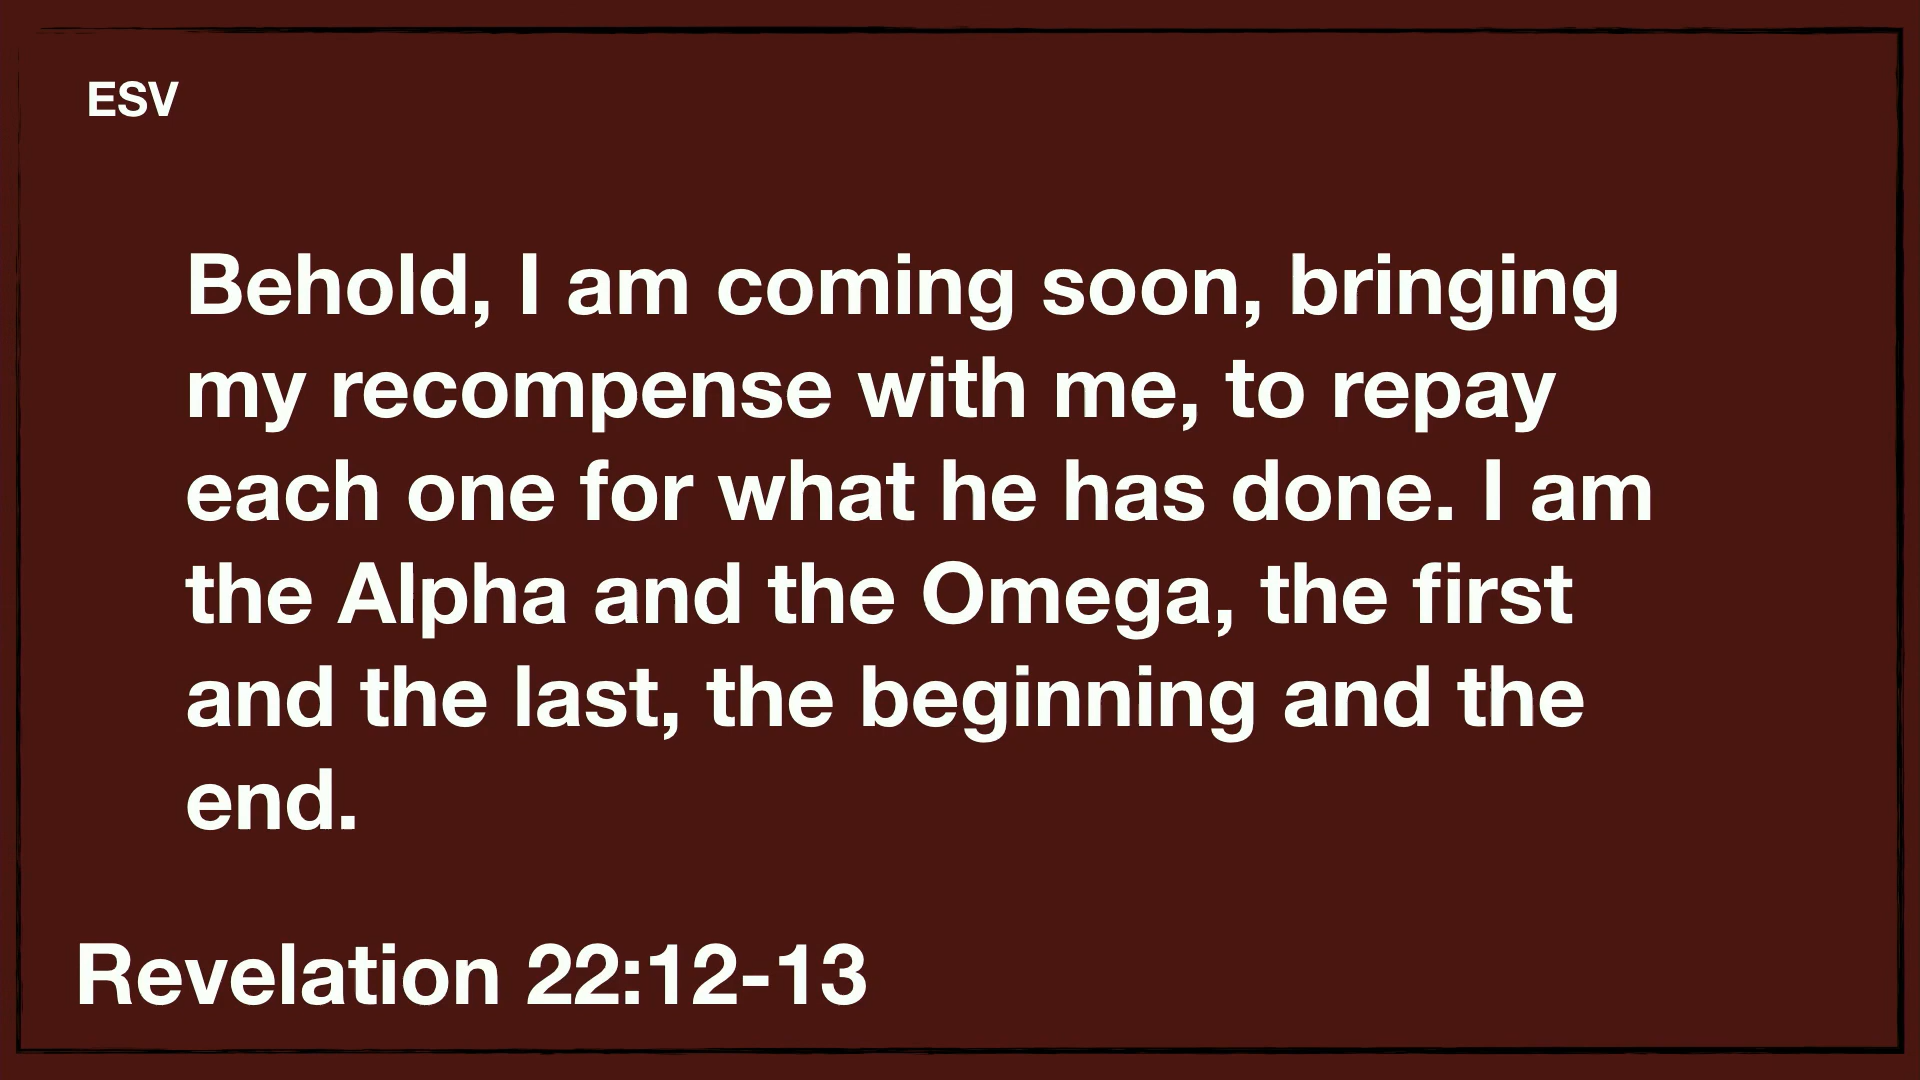 ESV
Behold, I am coming soon, bringing
my recompense with me, to repay
each one for what he has done. I am
the Alpha and the Omega, the first
and the last, the beginning and the
end.
Revelation 22:12-13